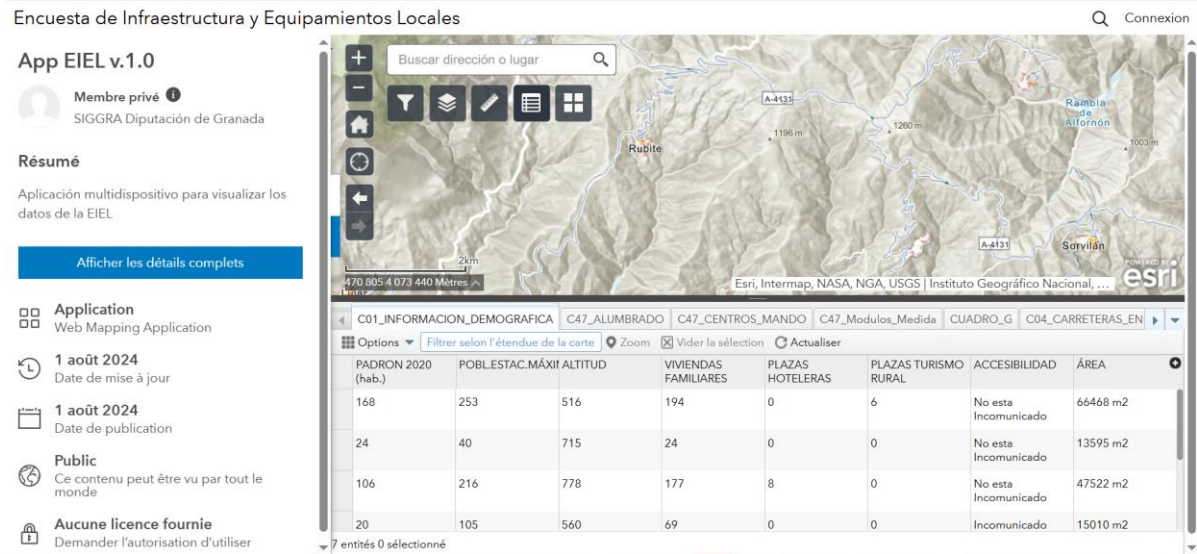 Encuesta de Infraestructura y Equipamientos Locales
Connexion
App EIEL v.1.0
Membre privé
SIGGRA Diputación de Granada
Résumé
Aplicación multidispositivo para visualizar los
datos de la EIEL
Afficher les détails complets
Application
Web Mapping Application
1 août 2024
Date de mise à jour
1 août 2024
Date de publication
Public
Ce contenu peut être vu par tout le
monde
Aucune licence fournie
Demander l'autorisation d'utiliser
Buscar dirección o lugar
A-4131
1196 m
1260 m
Rambla
de
Alfornón
1003 m
Rubite
A-4131
Sorvilán
2km
470 805 4 073 440 Mètres
Esri, Intermap, NASA, NGA, USGS | Instituto Geográfico Nacional, ...
POWERED BY
esri
C01_INFORMACION_DEMOGRAFICA C47_ALUMBRADO C47_CENTROS_MANDO C47_Modulos_Medida CUADRO_G C04_CARRETERAS_EN
Options Filtrer selon l'étendue de la carte Zoom Vider la sélection Actualiser
PADRON 2020 POBL.ESTAC.MÁXI ALTITUD VIVIENDAS PLAZAS PLAZAS TURISMO ACCESIBILIDAD ÁREA
(hab.) FAMILIARES HOTELERAS RURAL
168 253 516 194 0 6 No esta 66468 m2
Incomunicado
24 40 715 24 0 0 No esta 13595 m2
Incomunicado
106 216 778 177 8 0 No esta 47522 m2
Incomunicado
20 105 560 69 0 0 Incomunicado 15010 m2
7 entités 0 sélectionné